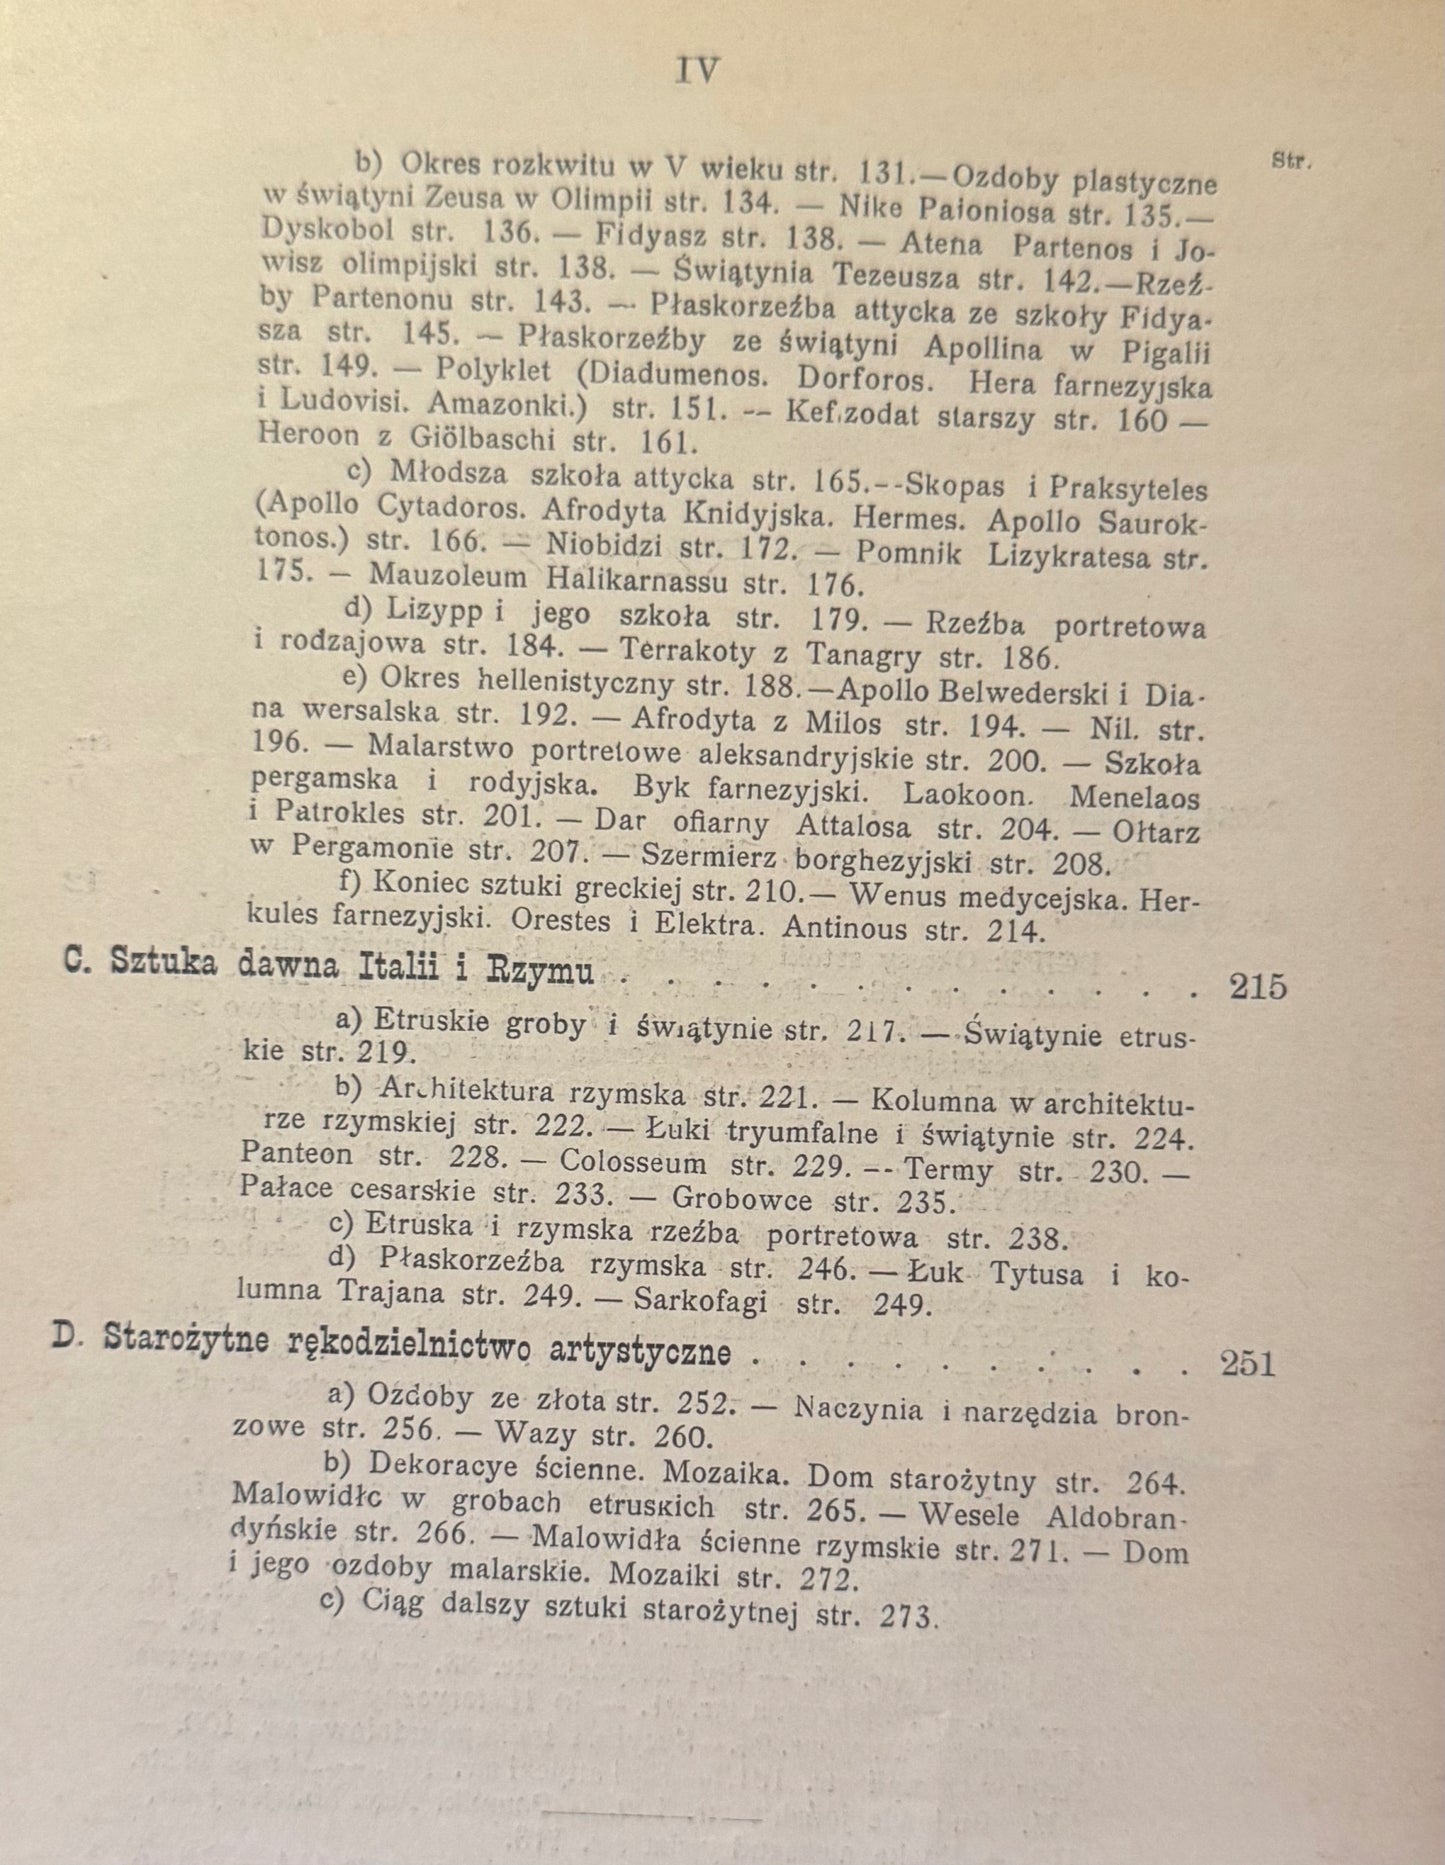 IV
Str.
b) Okres rozkwitu w V wieku str. 131.—Ozdoby plastyczne
w świątyni Zeusa w Olimpii str. 134. — Nike Paioniosa str. 135.—
Dyskobol str. 136. — Fidyasz str. 138. — Atena Partenos i Jo-
wisz olimpijski str. 138. — Świątynia Tezeusza str. 142.—Rzeź-
by Partenonu str. 143. — Płaskorzeźba attycka ze szkoły Fidya-
sza str. 145. — Płaskorzeźby ze świątyni Apollina w Pigalii
str. 149. — Polyklet (Diadumenos. Dorforos. Hera farnezyjska
i Ludovisi. Amazonki.) str. 151. -- Kefizodat starszy str. 160 —
Heroon z Giölbaschi str. 161.
c) Młodsza szkoła attycka str. 165.--Skopas i Praksyteles
(Apollo Cytadoros. Afrodyta Knidyjska. Hermes. Apollo Saurok-
tonos.) str. 166. — Niobidzi str. 172. — Pomnik Lizykratesa str.
175. — Mauzoleum Halikarnassu str. 176.
d) Lizypp i jego szkoła str. 179. — Rzeźba portretowa
i rodzajowa str. 184. — Terrakoty z Tanagry str. 186.
e) Okres hellenistyczny str. 188.—Apollo Belwederski i Dia-
na wersalska str. 192. — Afrodyta z Milos str. 194. — Nil. str.
196. — Malarstwo portretowe aleksandryjskie str. 200. — Szkoła
pergamska i rodyjska. Byk farnezyjski. Laokoon. Menelaos
i Patrokles str. 201. — Dar ofiarny Attalosa str. 204. — Ołtarz
w Pergamonie str. 207. — Szermierz borghezyjski str. 208.
f) Koniec sztuki greckiej str. 210.— Wenus medycejska. Her-
kules farnezyjski. Orestes i Elektra. Antinous str. 214.
C. Sztuka dawna Italii i Rzymu . . . . . . . . . . . . . 215
a) Etruskie groby i świątynie str. 217. — Świątynie etrus-
kie str. 219.
b) Architektura rzymska str. 221. — Kolumna w architektu-
rze rzymskiej str. 222. — Łuki tryumfalne i świątynie str. 224.
Panteon str. 228. — Colosseum str. 229. -- Termy str. 230. —
Pałace cesarskie str. 233. — Grobowce str. 235.
c) Etruska i rzymska rzeźba portretowa str. 238.
d) Płaskorzeźba rzymska str. 246. — Łuk Tytusa i ko-
lumna Trajana str. 249. — Sarkofagi str. 249.
D. Starożytne rękodzielnictwo artystyczne . . . . . . . . . . 251
a) Ozdoby ze złota str. 252. — Naczynia i narzędzia bron-
zowe str. 256. — Wazy str. 260.
b) Dekoracye ścienne. Mozaika. Dom starożytny str. 264.
Malowidłc w grobach etruskich str. 265. — Wesele Aldobran-
dyńskie str. 266. — Malowidła ścienne rzymskie str. 271. — Dom
i jego ozdoby malarskie. Mozaiki str. 272.
c) Ciąg dalszy sztuki starożytnej str. 273.